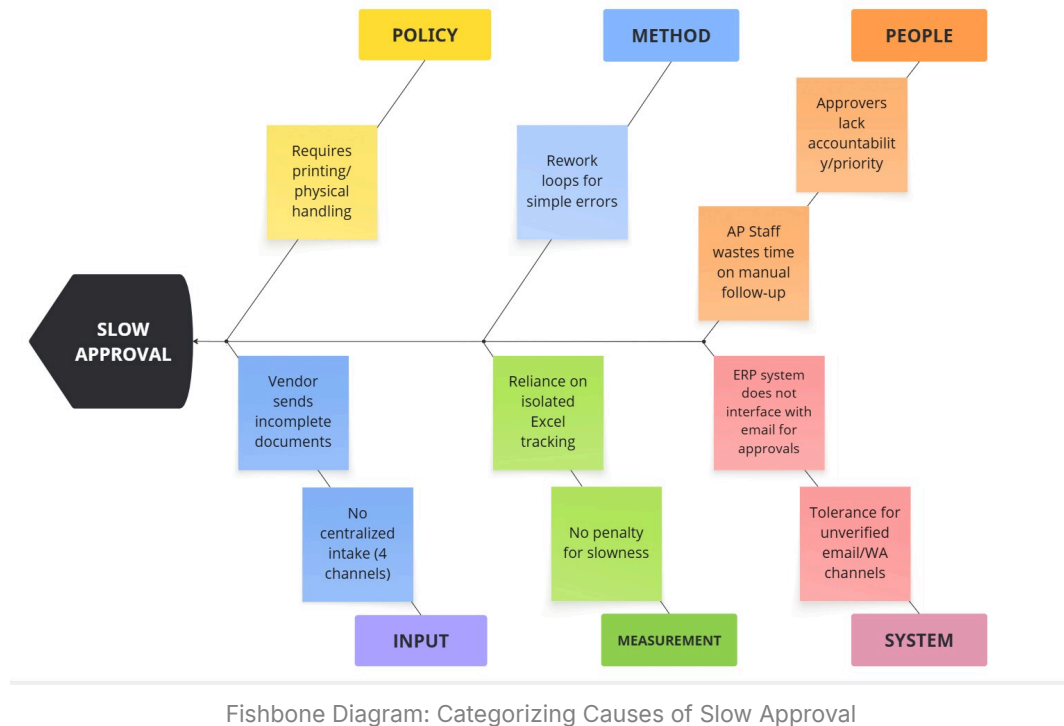 POLICY
METHOD
PEOPLE
Requires
printing/
physical
handling
Rework
loops for
simple errors
Approvers
lack
accountabilit
y/priority
AP Staff
wastes time
on manual
follow-up
SLOW
APPROVAL
Vendor
sends
incomplete
documents
Reliance on
isolated
Excel
tracking
ERP system
does not
interface with
email for
approvals
No
centralized
intake (4
channels)
No penalty
for slowness
Tolerance for
unverified
email/WA
channels
INPUT
MEASUREMENT
SYSTEM
Fishbone Diagram: Categorizing Causes of Slow Approval